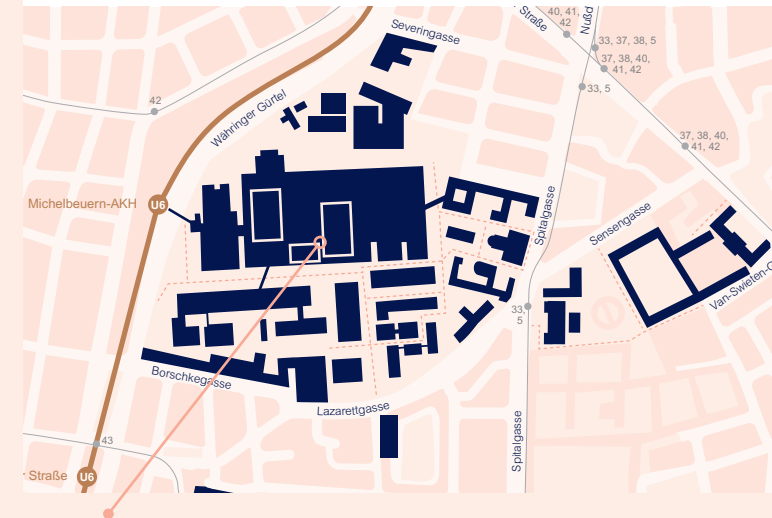 40, 41,
42
Straße
Nußd
Severingasse
33, 37, 38, 5
37, 38, 40,
41, 42
33, 5
42
Währinger Gürtel
37, 38, 40,
41, 42
Michelbeuern-AKH
U6
Spitalgasse
Sensengasse
Van-Swieten-G
33,
5
Borschkegasse
Lazarettgasse
Spitalgasse
43
r Straße
U6